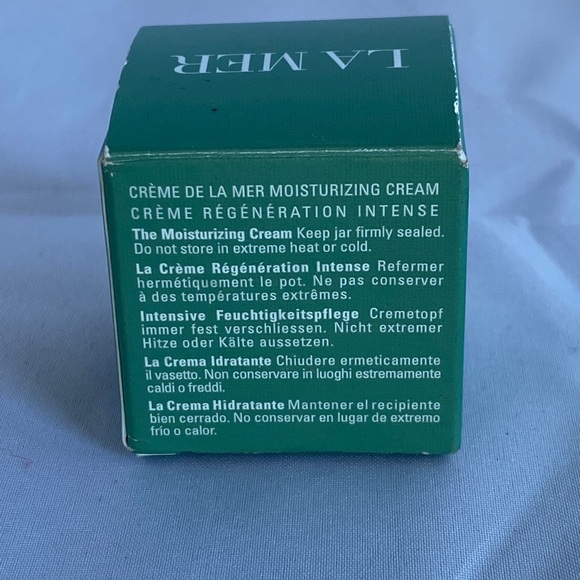 LA MER
CRÈME DE LA MER MOISTURIZING CREAM
CRÈME RÉGÉNÉRATION INTENSE
The Moisturizing Cream Keep jar firmly sealed.
Do not store in extreme heat or cold.
La Crème Régénération Intense Refermer
hermétiquement le pot. Ne pas conserver
à des températures extrêmes.
Intensive Feuchtigkeitspflege Cremetopf
immer fest verschliessen. Nicht extremer
Hitze oder Kälte aussetzen.
La Crema Idratante Chiudere ermeticamente
il vasetto. Non conservare in luoghi estremamente
caldi o freddi.
La Crema Hidratante Mantener el recipiente
bien cerrado. No conservar en lugar de extremo
frío o calor.